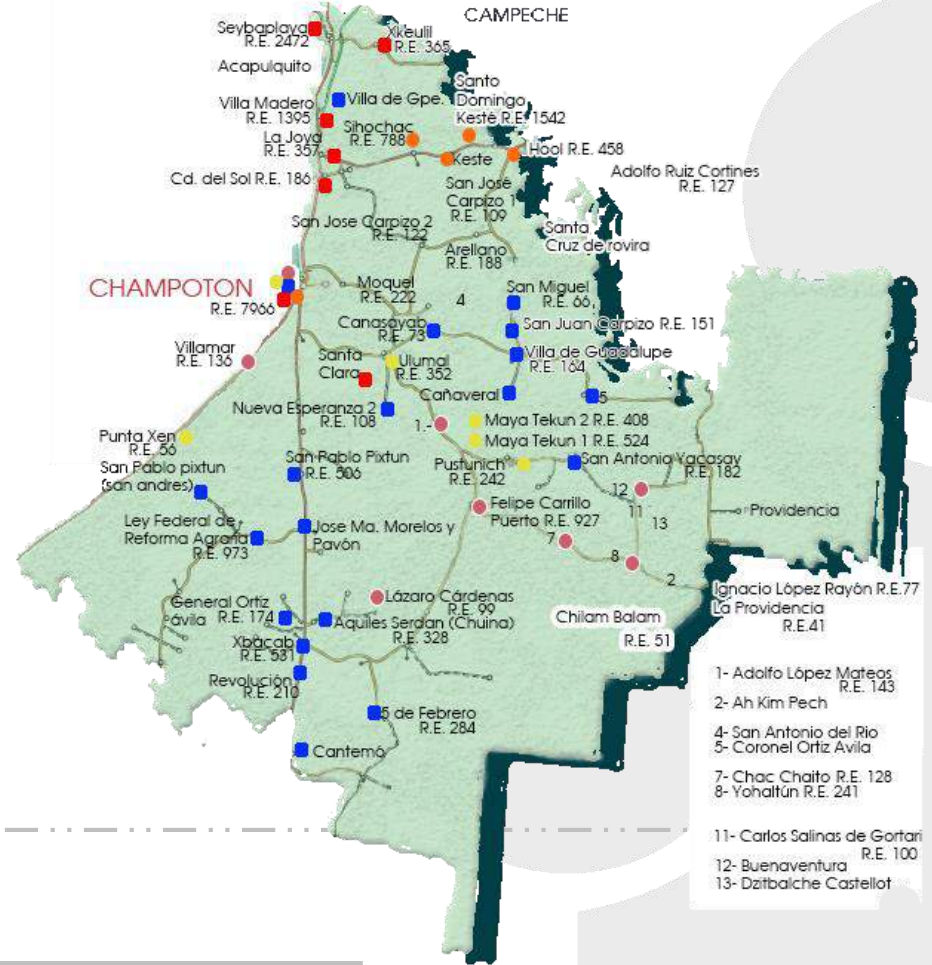 CAMPECHE
Seybaplaya
R.E. 2472
Xkeulil
R.E. 365
Acapulquito
Santo
Domingo
Kesté R.E. 1542
Villa Madero
R.E. 1395
Villa de Gpe.
Sihochac
R.E. 788
La Joya
R.E. 357
Keste
Hool R.E. 458
Adolfo Ruiz Cortines
R.E. 127
Cd. del Sol R.E. 186
San José
Carpizo 1
R.E. 109
San Jose Carpizo 2
R.E. 122
Santa
Cruz de rovira
Arellano
R.E. 188
CHAMPOTON
R.E. 7966
Moquel
R.E. 222
4
San Miguel
R.E. 66
Canasayab
R.E. 73
San Juan Carpizo R.E. 151
Villamar
R.E. 136
Santa
Clara
Ulumal
R.E. 352
Villa de Guadalupe
R.E. 164
Cañaveral
5
Nueva Esperanza 2
R.E. 108
1.-
Maya Tekun 2 R.E. 408
Maya Tekun 1 R.E. 524
Punta Xen
R.E. 56
San Pablo Pixtun
R.E. 506
Pustunich
R.E. 242
San Antonio Yacasay
R.E. 182
San Pablo pixtun
(san andres)
12
Felipe Carrillo
Puerto R.E. 927
11
13
Providencia
Ley Federal de
Reforma Agraria
R.E. 973
Jose Ma. Morelos y
Pavón
7
8
2
Lázaro Cárdenas
R.E. 99
General Ortiz
ávila R.E. 174
Aquiles Serdan (Chuina)
R.E. 328
Chilam Balam
R.E. 51
Ignacio López Rayón R.E.77
La Providencia
R.E.41
Xbacab
R.E. 531
Revolución
R.E. 210
5 de Febrero
R.E. 284
Cantemó
1- Adolfo López Mateos
R.E. 143
2- Ah Kim Pech
4- San Antonio del Rio
5- Coronel Ortiz Avila
7- Chac Chaito R.E. 128
8- Yohaltún R.E. 241
11- Carlos Salinas de Gortari
R.E. 100
12- Buenaventura
13- Dzitbalche Castellot